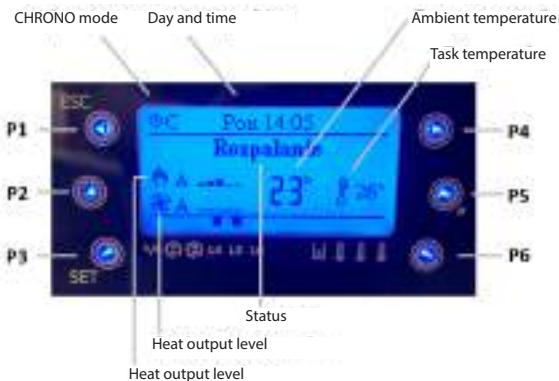 CHRONO mode
Day and time
Ambient temperature
Task temperature
ESC
P1
P2
P3
SET
P4
P5
P6
C Pon 14:05
Rozpalanie
A 23° 26°
A
Status
Heat output level
Heat output level